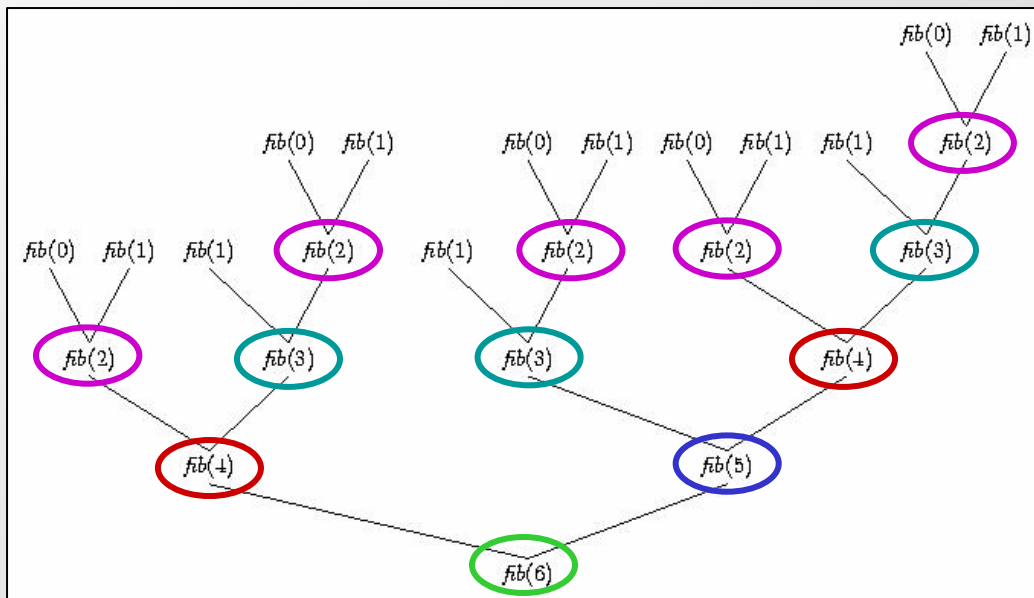 fib(0) fib(1)
fib(0) fib(1) fib(0) fib(1) fib(0) fib(1) fib(1) fib(2)
fib(0) fib(1) fib(1) fib(2) fib(1) fib(2) fib(2) fib(3)
fib(2) fib(3) fib(3) fib(4)
fib(4) fib(5)
fib(6)